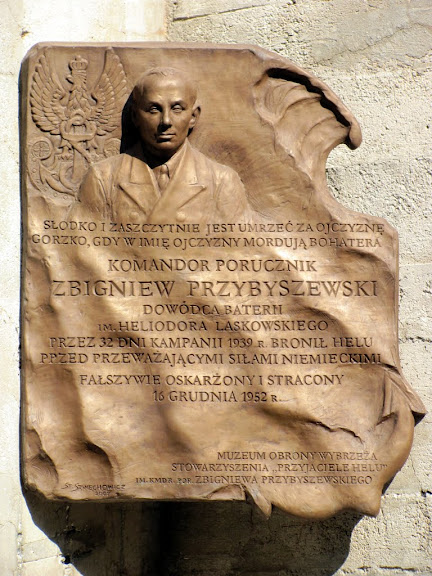 SŁODKO I ZASZCZYTNIE JEST UMRZEĆ ZA OJCZYZNĘ
GORZKO, GDY W IMIĘ OJCZYZNY MORDUJĄ BOHATERA
KOMANDOR PORUCZNIK
ZBIGNIEW PRZYBYSZEWSKI
DOWÓDCA BATERII
IM. HELIODORA LASKOWSKIEGO
PRZEZ 32 DNI KAMPANII 1939 R. BRONIŁ HELU
PPZED PRZEWAŻAJĄCYMI SIŁAMI NIEMIECKIMI
FAŁSZYWIE OSKARŻONY I STRACONY
16 GRUDNIA 1952 R.
MUZEUM OBRONY WYBRZEŻA
STOWARZYSZENIA „PRZYJACIELE HELU"
IM. KMDR. PPR. ZBIGNIEWA PRZYBYSZEWSKIEGO